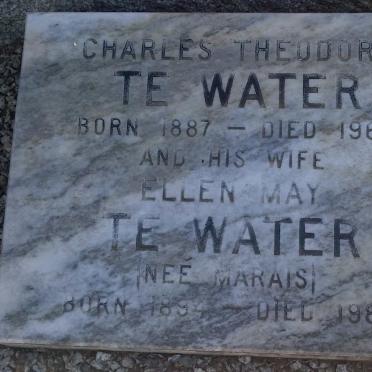 CHARLES THEODOR
TE WATER
BORN 1887 — DIED 196
AND HIS WIFE
ELLEN MAY
TE WATER
(NEÉ MARAIS)
BORN — DIED 198